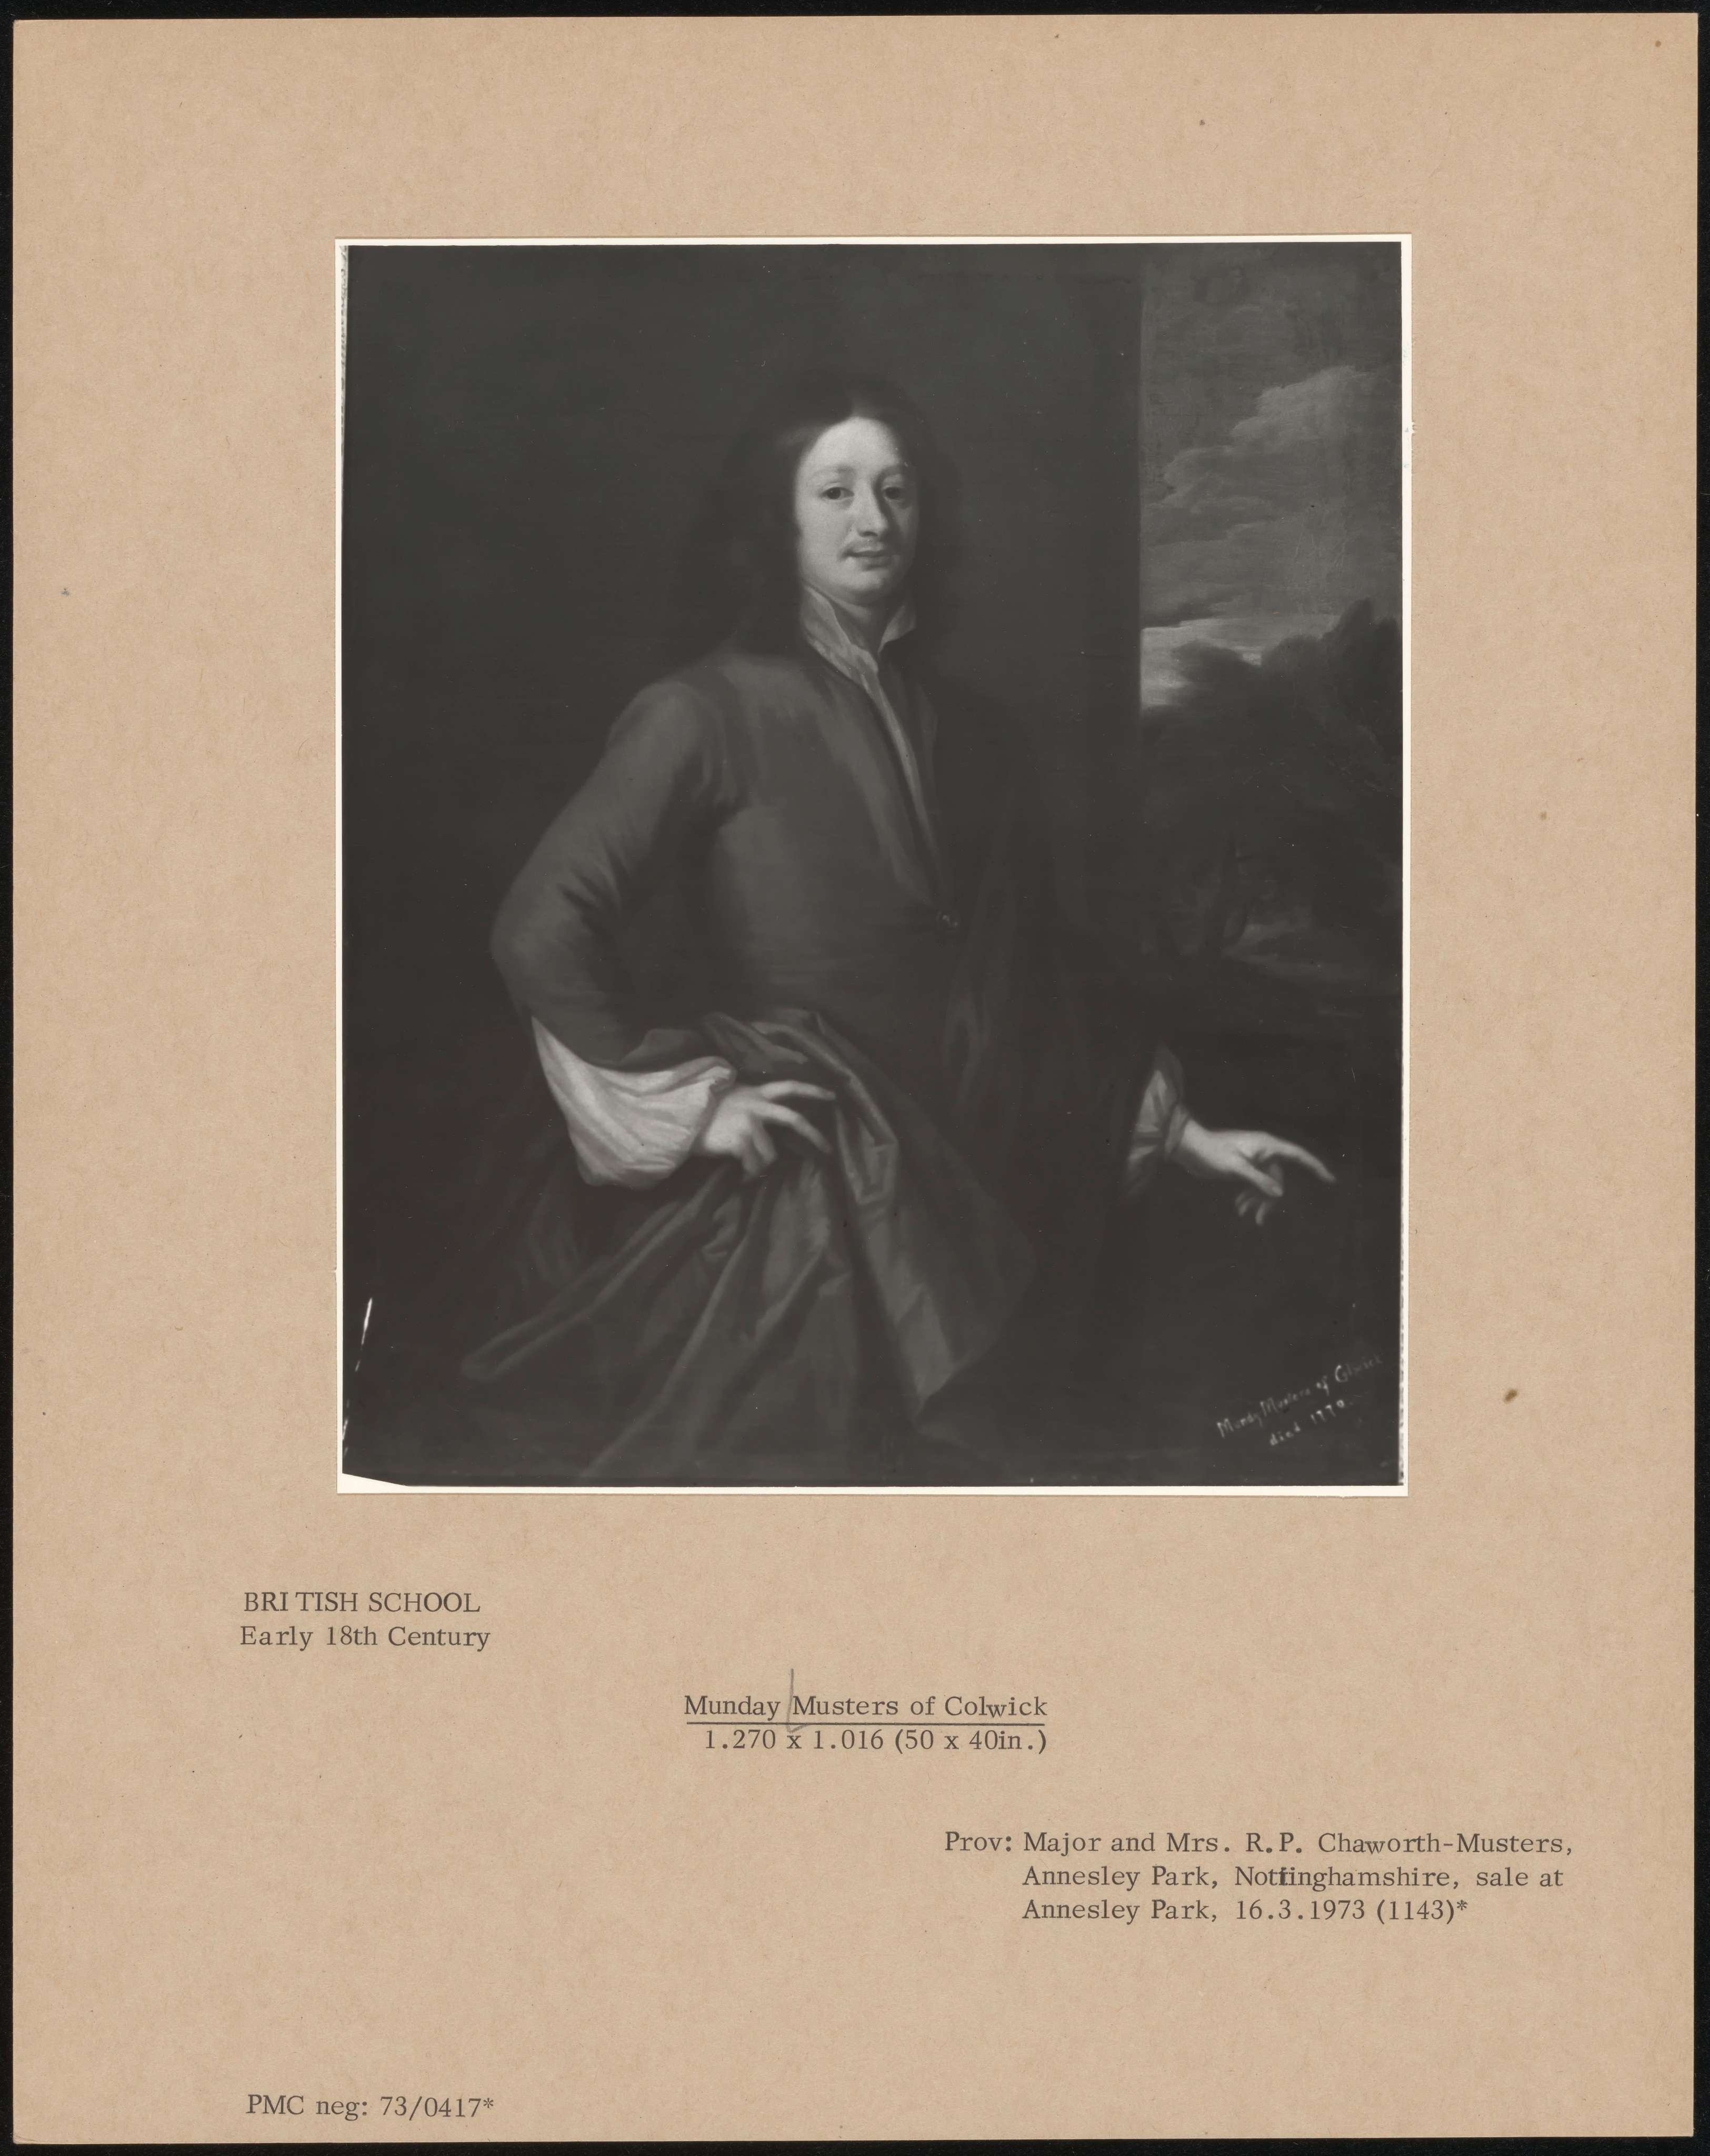 Mundy Musters of Colwick
died 1770
BRITISH SCHOOL
Early 18th Century
Munday Musters of Colwick
1.270 x 1.016 (50 x 40in.)
Prov: Major and Mrs. R.P. Chaworth-Musters,
Annesley Park, Nottinghamshire, sale at
Annesley Park, 16.3.1973 (1143)*
PMC neg: 73/0417*